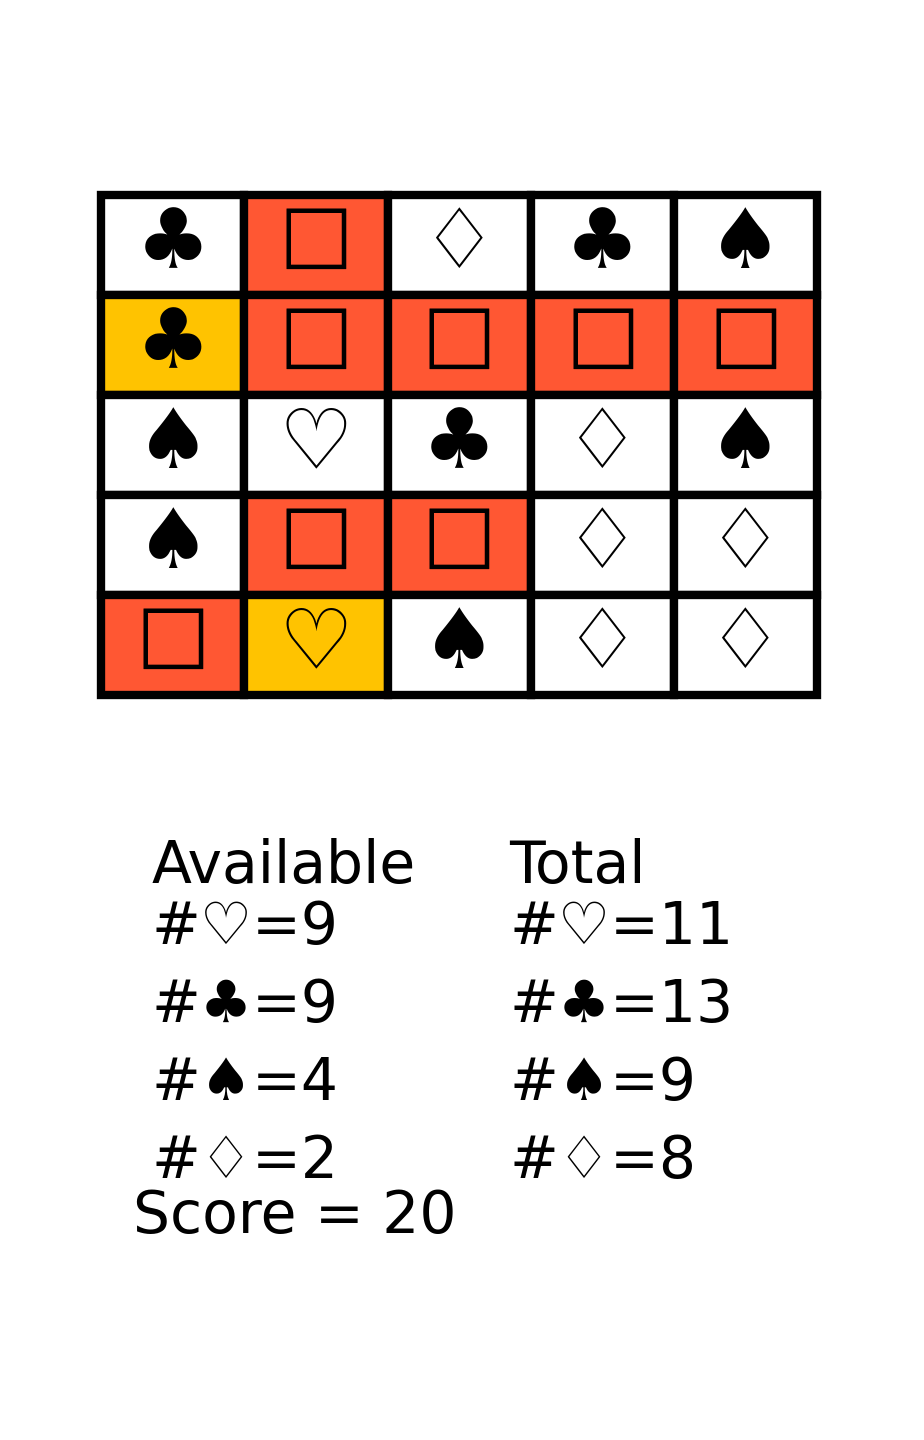 ♣ □ ♢ ♣ ♠
♣ □ □ □ □
♠ ♡ ♣ ♢ ♠
♠ □ □ ♢ ♢
□ ♡ ♠ ♢ ♢
Available Total
#♡=9 #♡=11
#♣=9 #♣=13
#♠=4 #♠=9
#♢=2 #♢=8
Score = 20